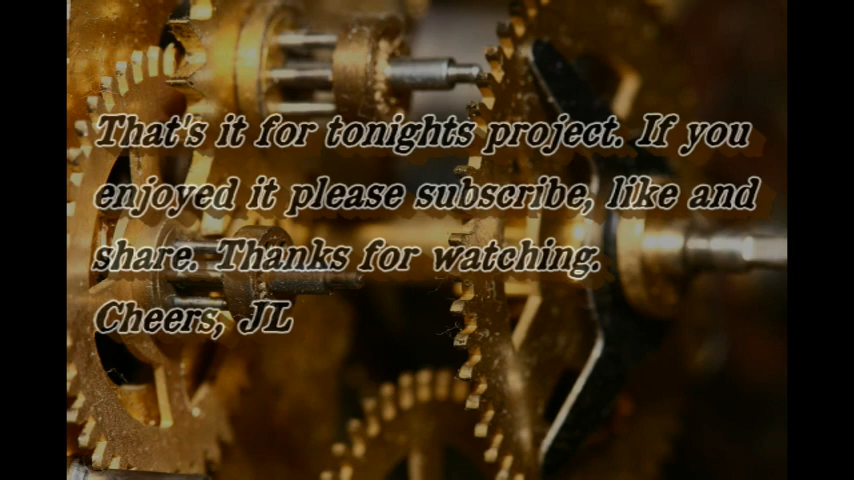 That's it for tonights project. If you
enjoyed it please subscribe, like and
share. Thanks for watching.
Cheers, JL